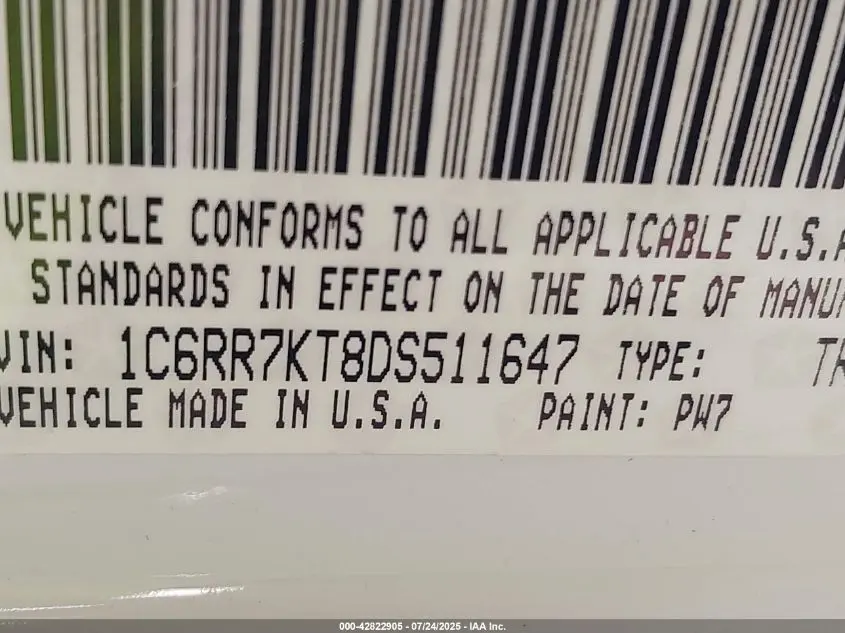 VEHICLE CONFORMS TO ALL APPLICABLE U.S.A
STANDARDS IN EFFECT ON THE DATE OF MANU
VIN: 1C6RR7KT8DS511647 TYPE: TR
VEHICLE MADE IN U.S.A. PAINT: PW7
000-42822905 - 07/24/2025 - IAA Inc.